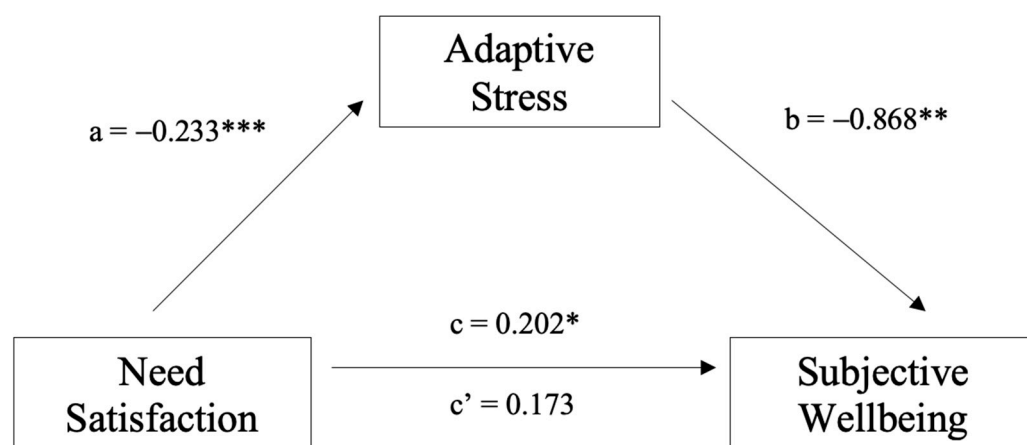 Adaptive
Stress
a = –0.233***
b = –0.868**
Need
Satisfaction
c = 0.202*
c’ = 0.173
Subjective
Wellbeing